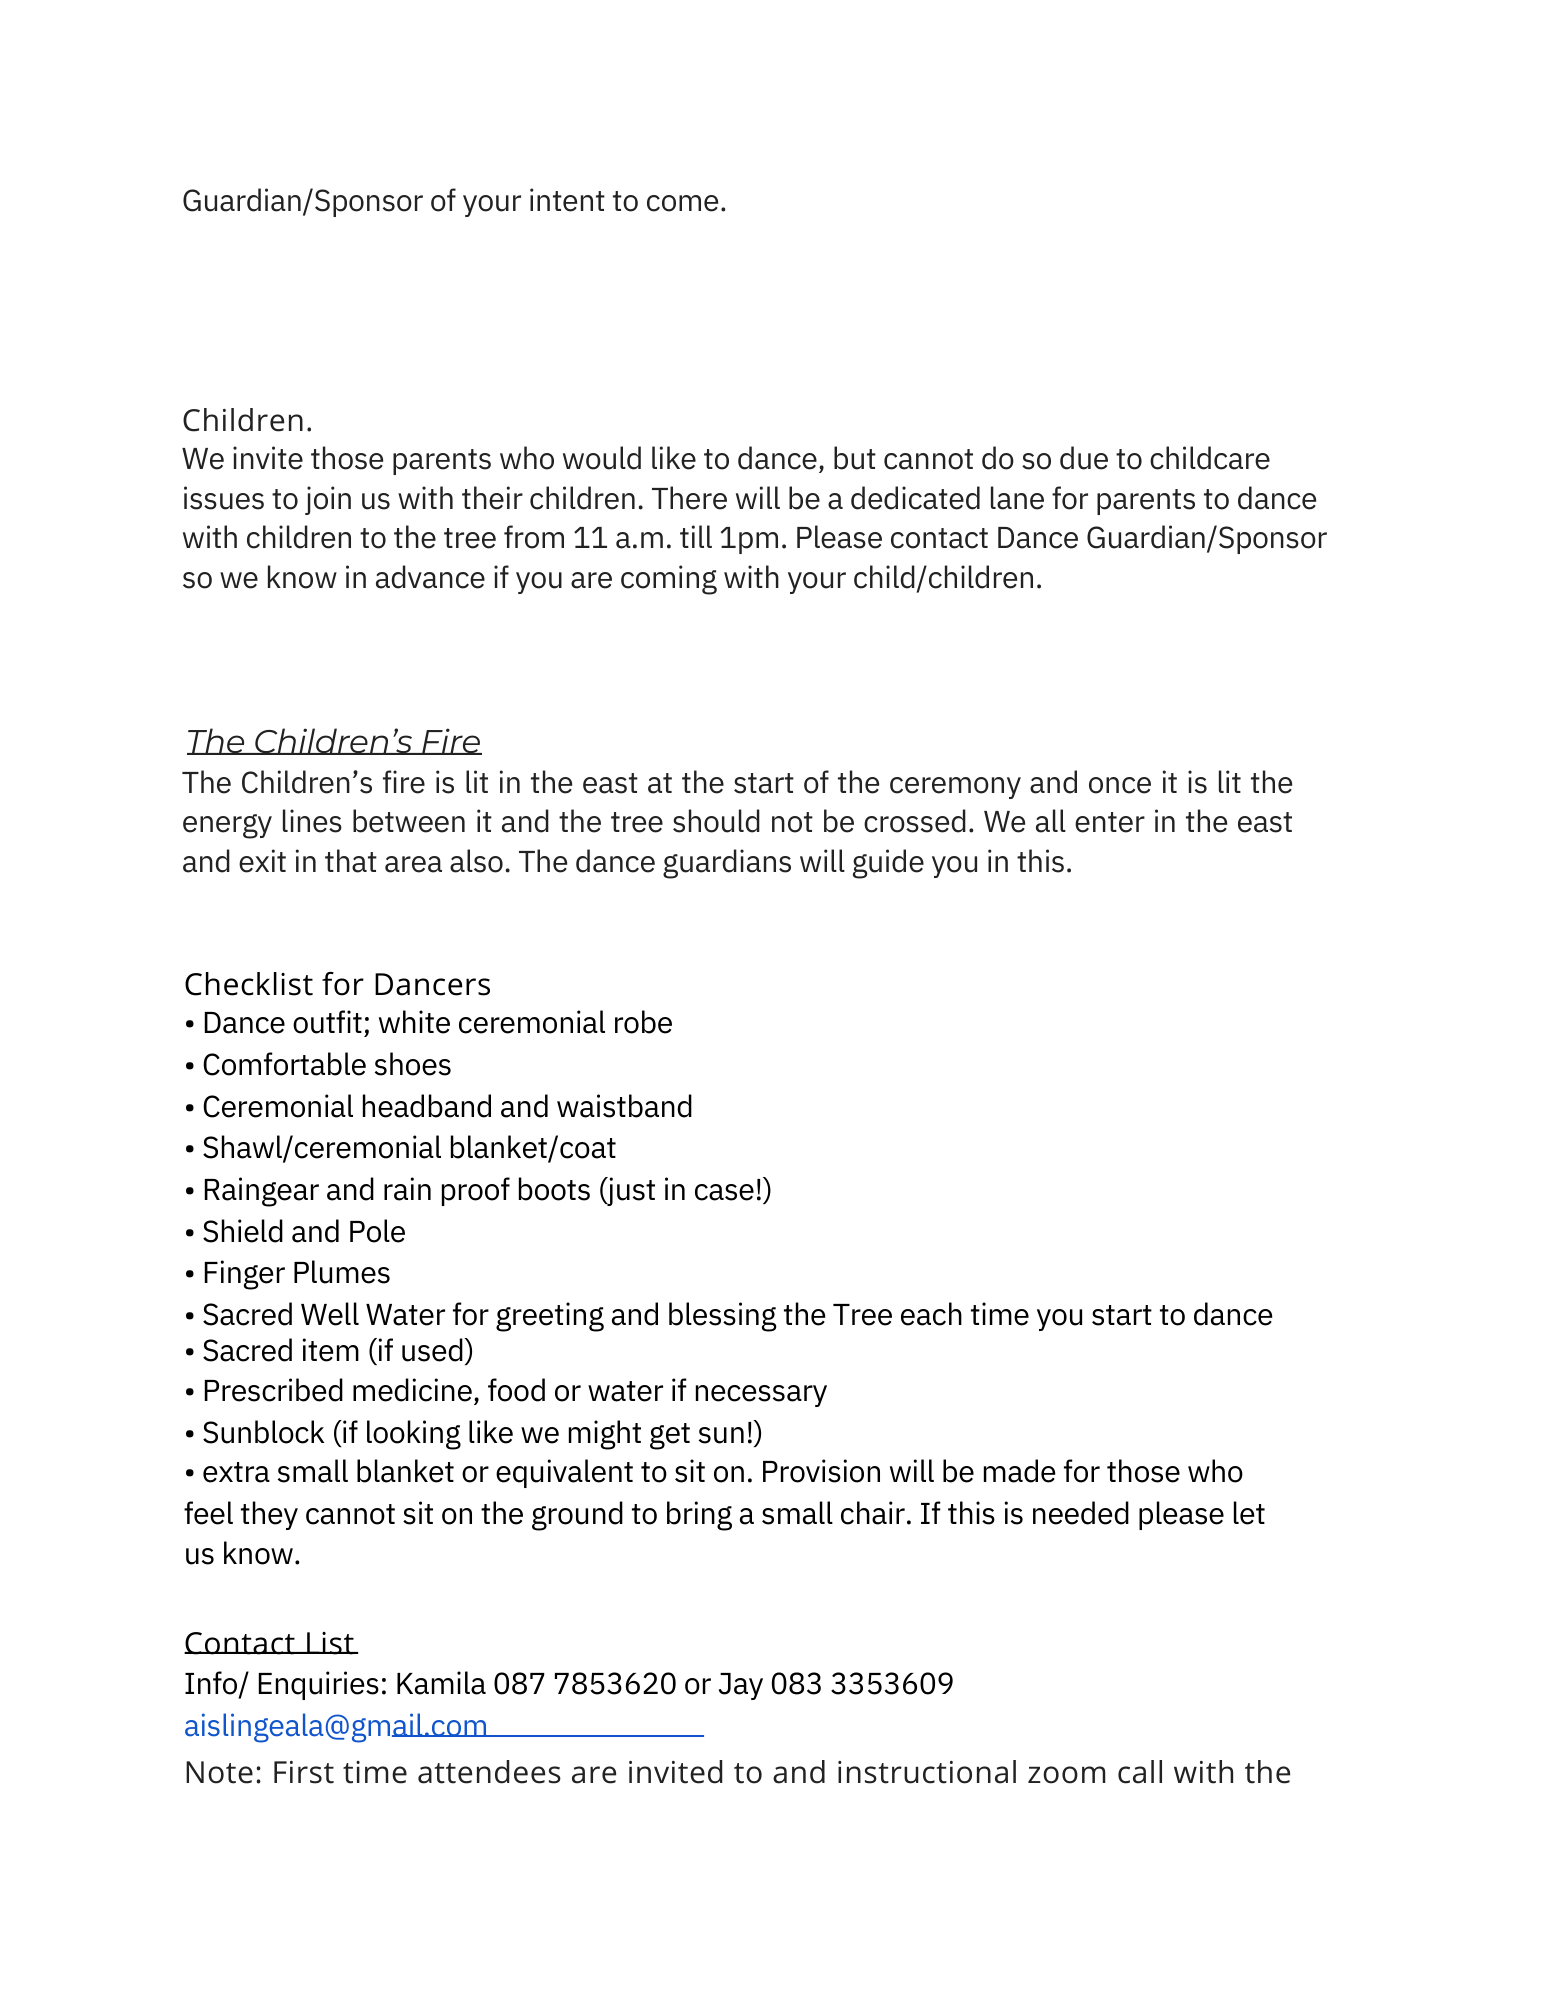 Guardian/Sponsor of your intent to come.
Children.
We invite those parents who would like to dance, but cannot do so due to childcare
issues to join us with their children. There will be a dedicated lane for parents to dance
with children to the tree from 11 a.m. till 1pm. Please contact Dance Guardian/Sponsor
so we know in advance if you are coming with your child/children.
The Children’s Fire
The Children’s fire is lit in the east at the start of the ceremony and once it is lit the
energy lines between it and the tree should not be crossed. We all enter in the east
and exit in that area also. The dance guardians will guide you in this.
Checklist for Dancers
• Dance outfit; white ceremonial robe
• Comfortable shoes
• Ceremonial headband and waistband
• Shawl/ceremonial blanket/coat
• Raingear and rain proof boots (just in case!)
• Shield and Pole
• Finger Plumes
• Sacred Well Water for greeting and blessing the Tree each time you start to dance
• Sacred item (if used)
• Prescribed medicine, food or water if necessary
• Sunblock (if looking like we might get sun!)
• extra small blanket or equivalent to sit on. Provision will be made for those who
feel they cannot sit on the ground to bring a small chair. If this is needed please let
us know.
Contact List
Info/ Enquiries: Kamila 087 7853620 or Jay 083 3353609
aislingeala@gmail.com
Note: First time attendees are invited to and instructional zoom call with the